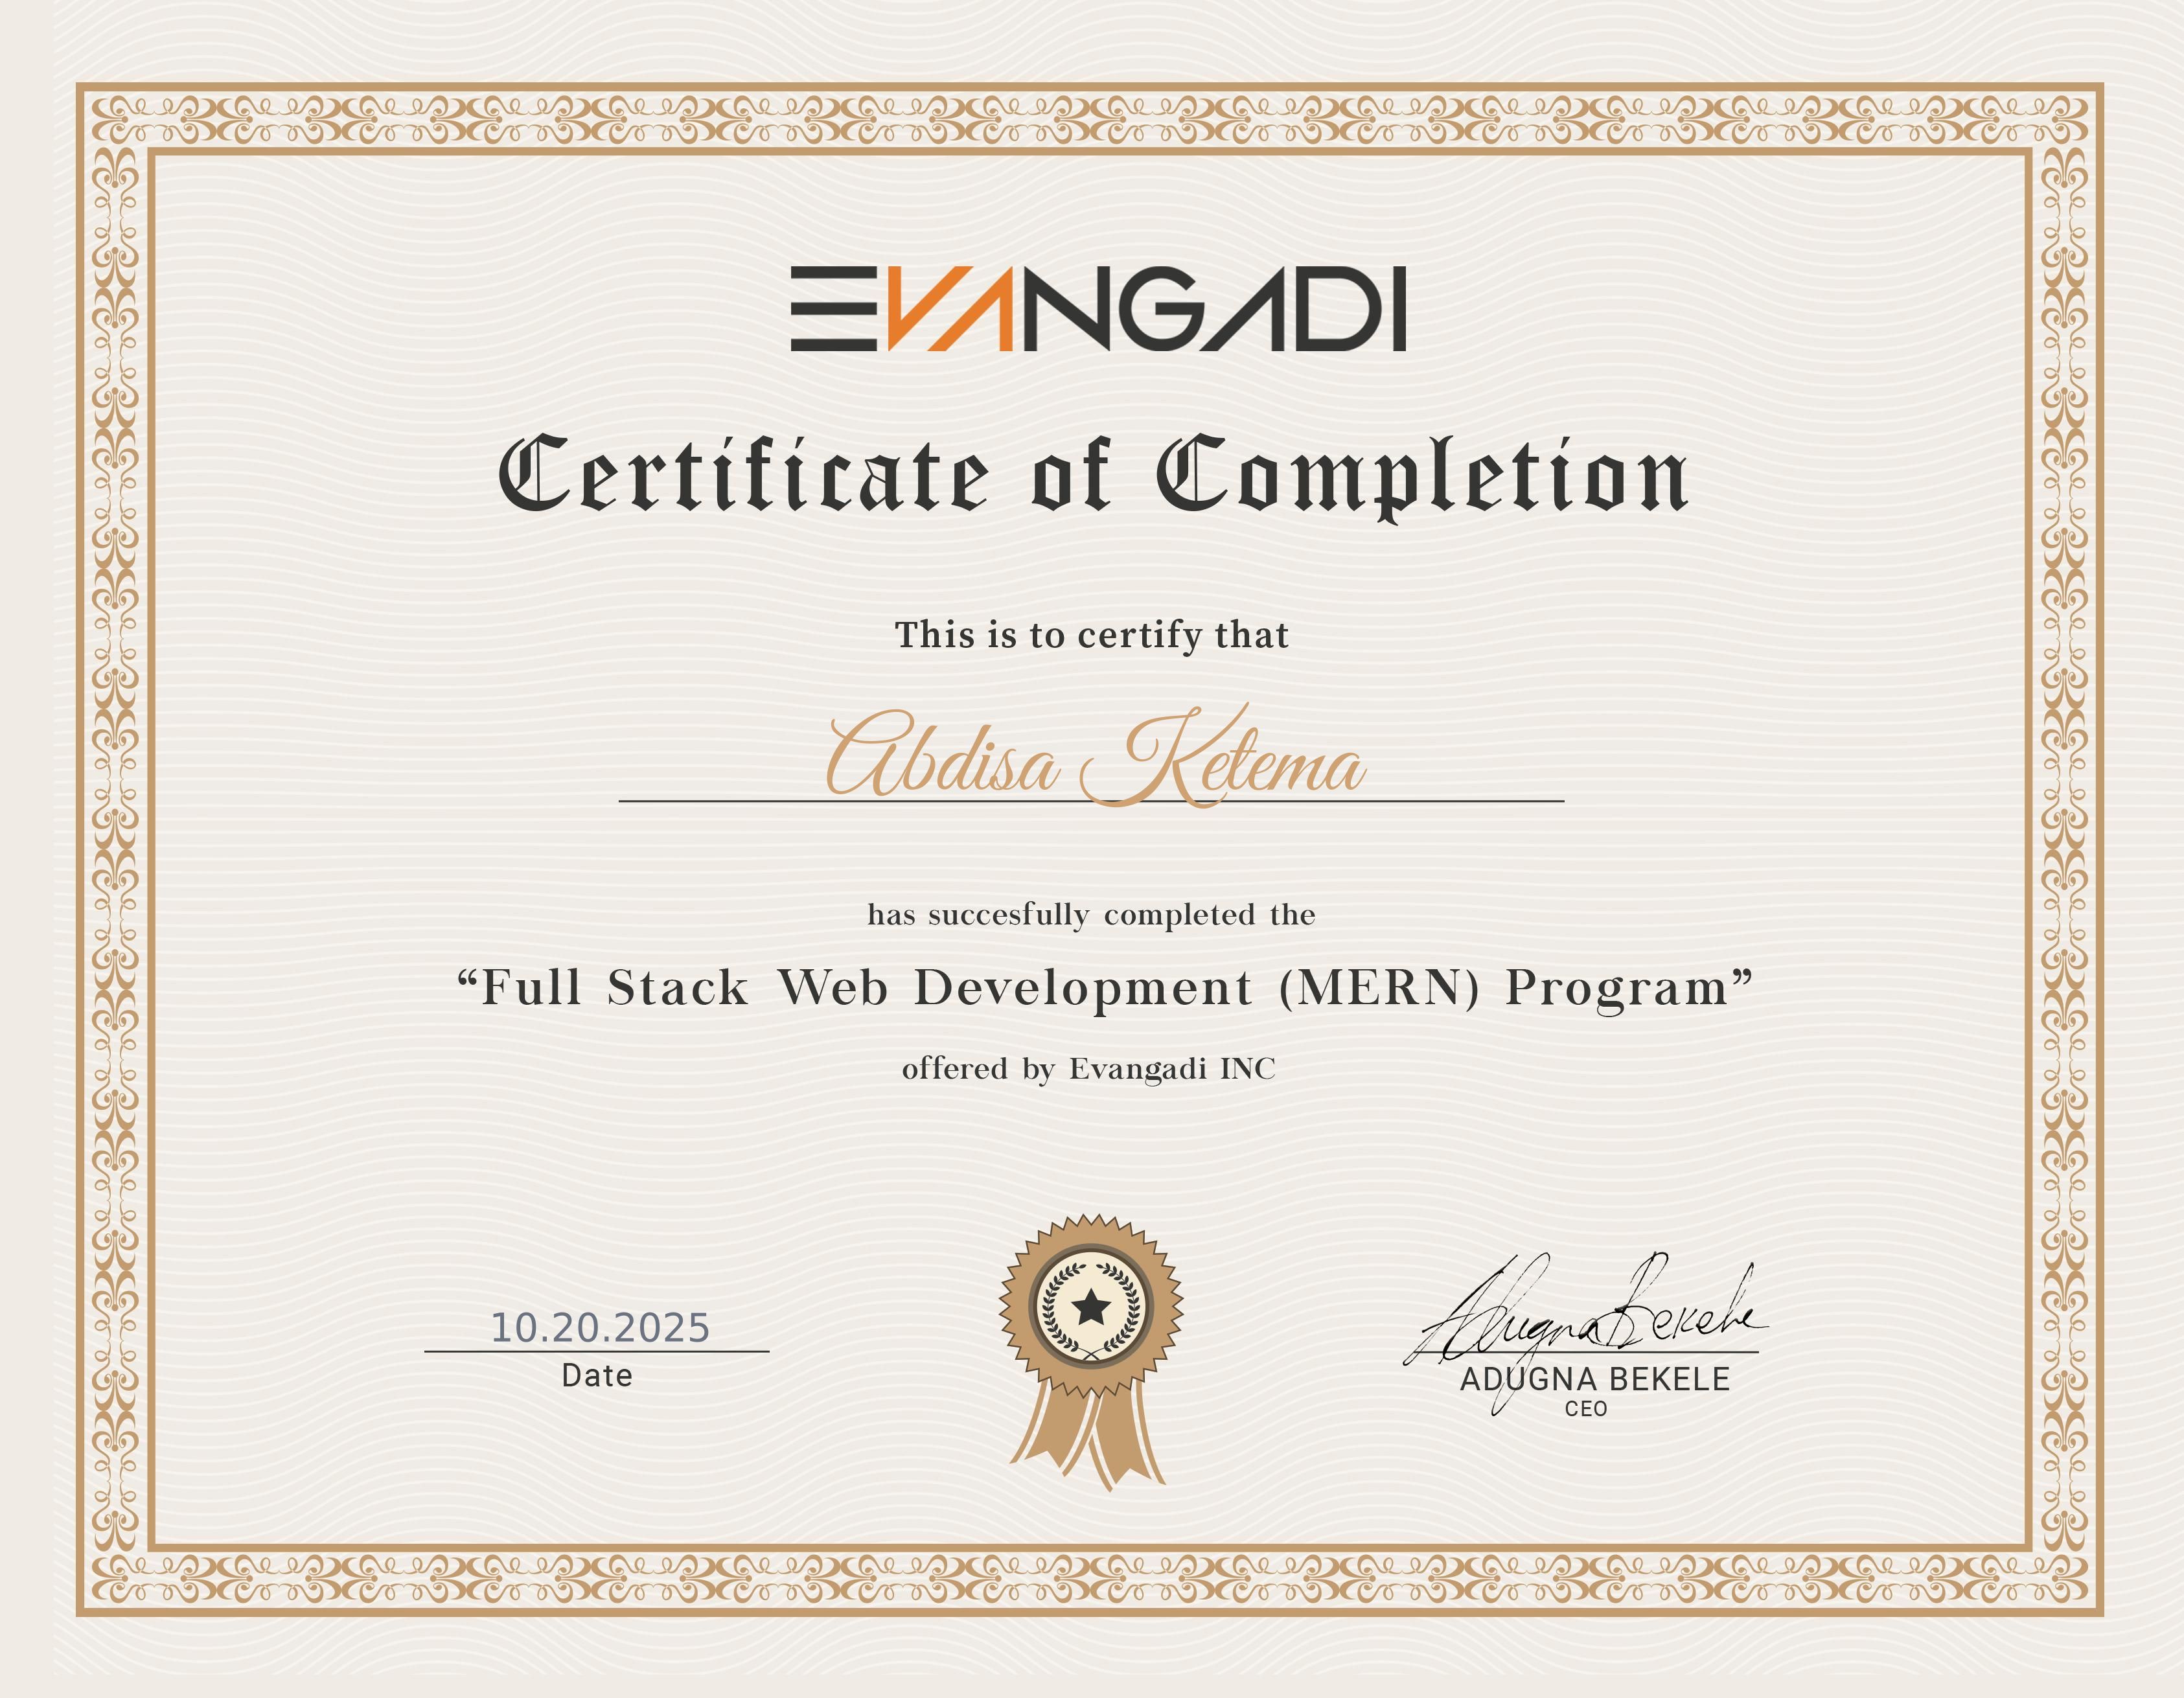 EVANGADI
Certificate of Completion
This is to certify that
Abdisa Ketema
has succesfully completed the
“Full Stack Web Development (MERN) Program”
offered by Evangadi INC
10.20.2025
Date
Adugna Bekele
ADUGNA BEKELE
CEO